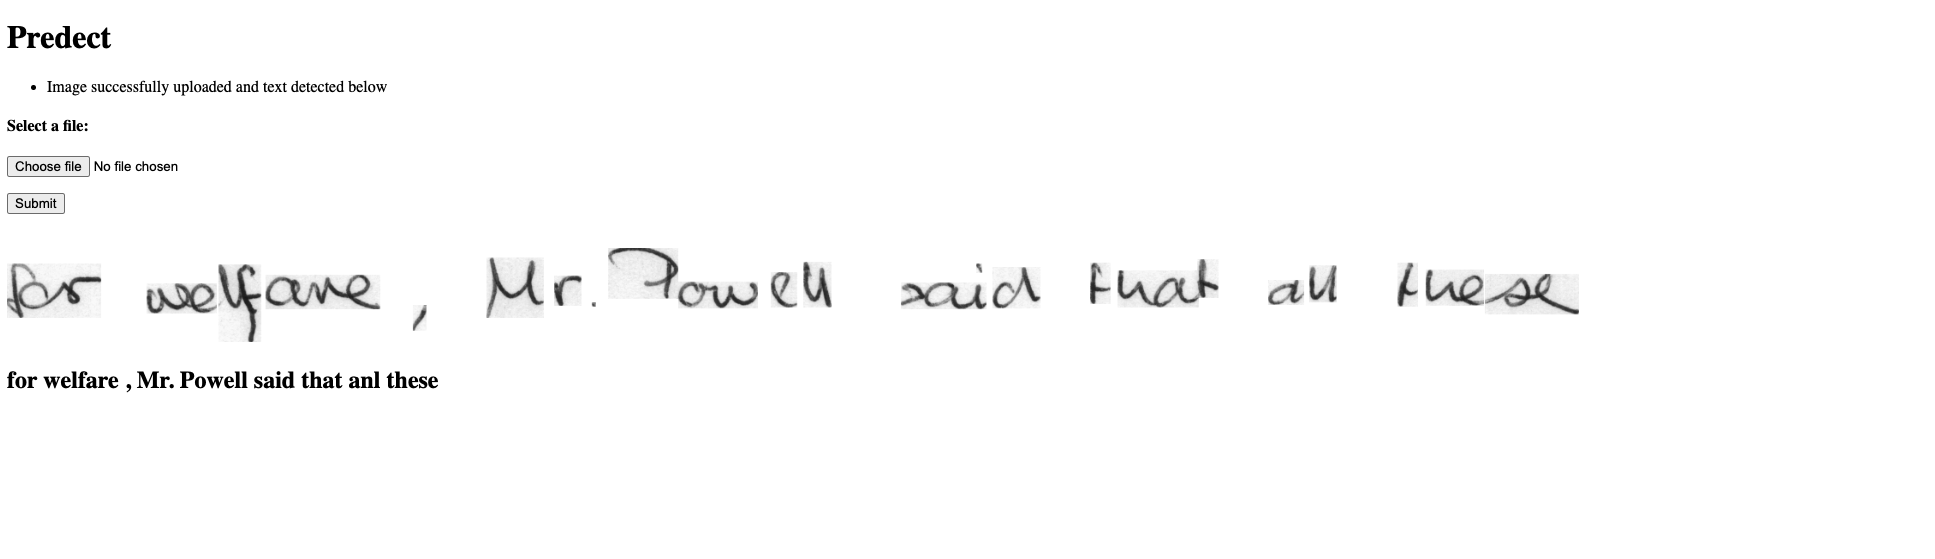 Predect
Image successfully uploaded and text detected below
Select a file:
Choose file No file chosen
Submit
for welfare , Mr. Powell said that all these
for welfare , Mr. Powell said that anl these